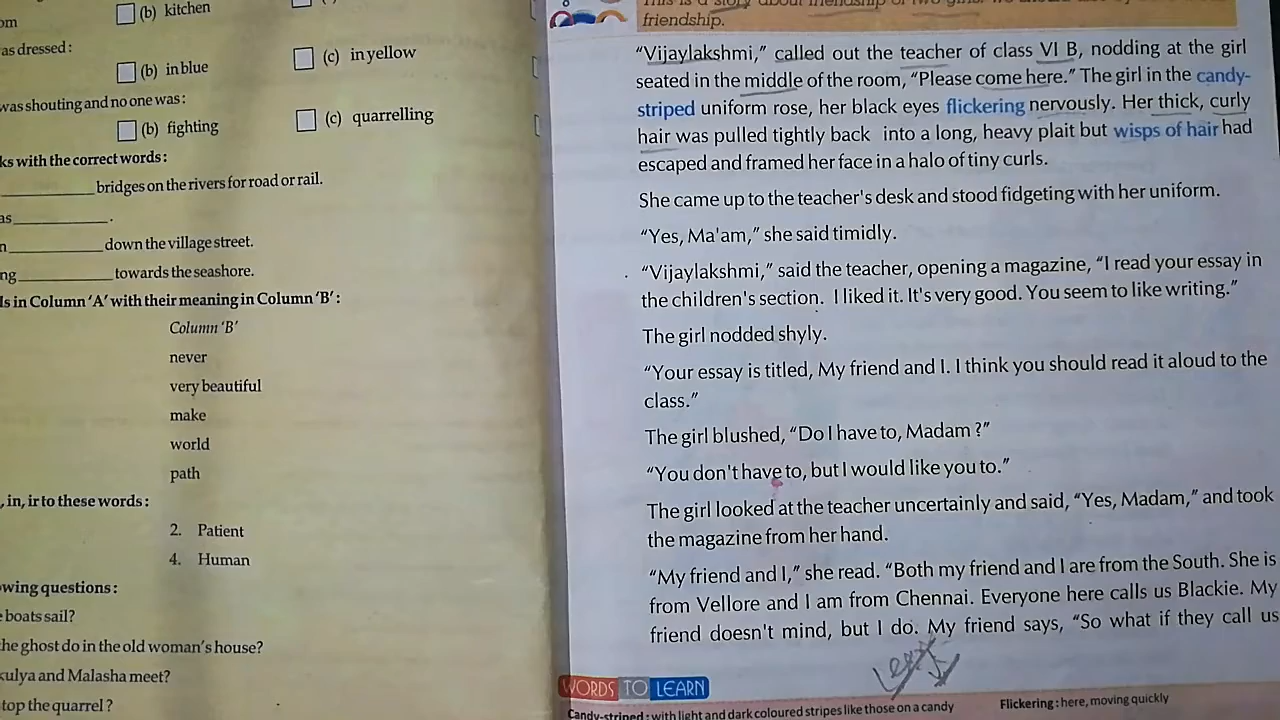 (b) kitchen
om
as dressed:
(b) in blue
(c) in yellow
was shouting and no one was:
(b) fighting
(c) quarrelling
ks with the correct words:
bridges on the rivers for road or rail.
as .
n down the village street.
ng towards the seashore.
ls in Column 'A' with their meaning in Column 'B':
Column 'B'
never
very beautiful
make
world
path
, in, ir to these words:
2. Patient
4. Human
owing questions:
e boats sail?
he ghost do in the old woman's house?
kulya and Malasha meet?
top the quarrel?
This is a story about friendship of two girls.
friendship.
"Vijaylakshmi," called out the teacher of class VI B, nodding at the girl
seated in the middle of the room, "Please come here." The girl in the candy-
striped uniform rose, her black eyes flickering nervously. Her thick, curly
hair was pulled tightly back into a long, heavy plait but wisps of hair had
escaped and framed her face in a halo of tiny curls.
She came up to the teacher's desk and stood fidgeting with her uniform.
"Yes, Ma'am," she said timidly.
"Vijaylakshmi," said the teacher, opening a magazine, "I read your essay in
the children's section. I liked it. It's very good. You seem to like writing."
The girl nodded shyly.
"Your essay is titled, My friend and I. I think you should read it aloud to the
class."
The girl blushed, "Do I have to, Madam ?"
"You don't have to, but I would like you to."
The girl looked at the teacher uncertainly and said, "Yes, Madam," and took
the magazine from her hand.
"My friend and I," she read. "Both my friend and I are from the South. She is
from Vellore and I am from Chennai. Everyone here calls us Blackie. My
friend doesn't mind, but I do. My friend says, "So what if they call us
WORDS TO LEARN
Candy-striped : with light and dark coloured stripes like those on a candy
Flickering : here, moving quickly